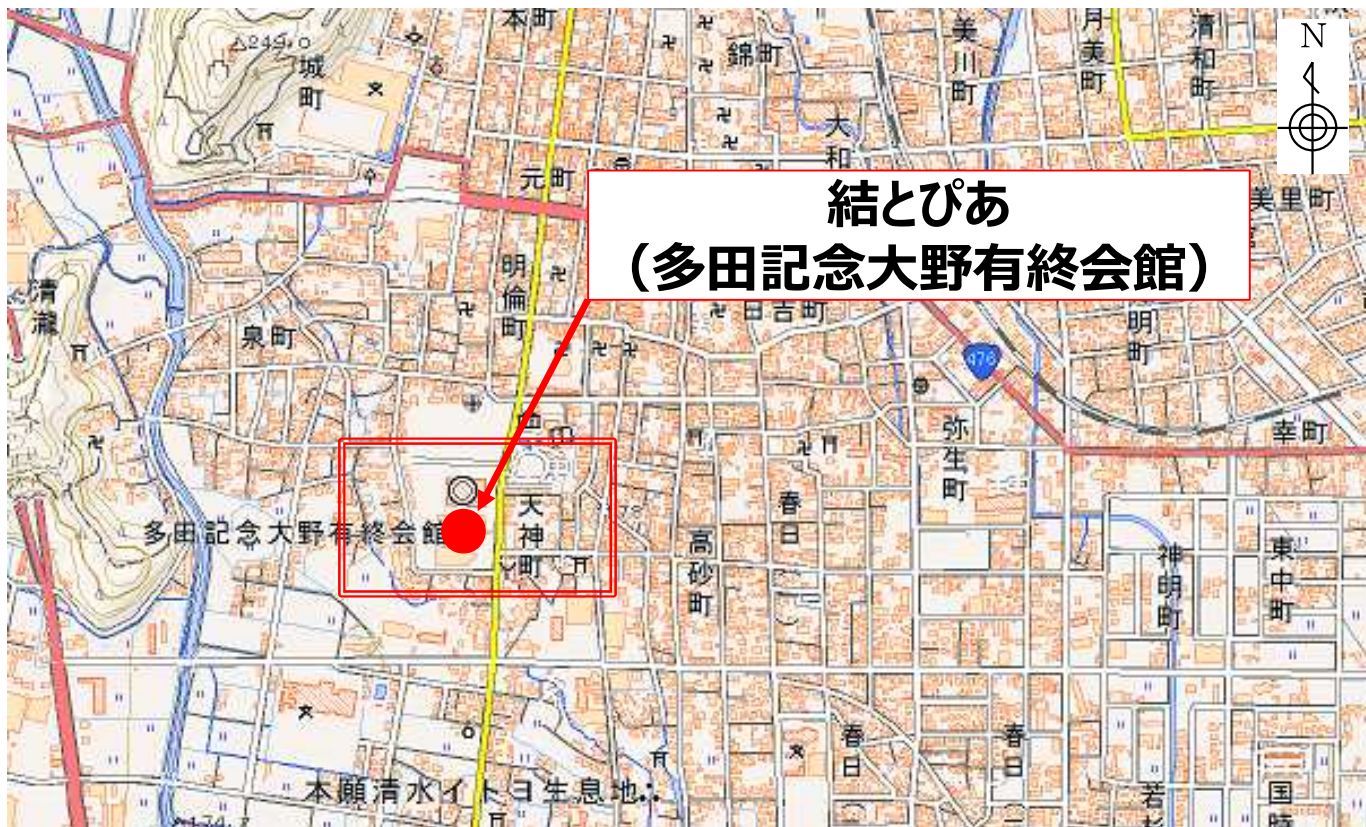 本町
249.0
城町
錦町
美川町
月美町
清和町
N
大和
元町
結とぴあ
（多田記念大野有終会館）
美里町
明倫町
清瀧
泉町
日吉町
明町
476
弥生町
幸町
天神町
春日
多田記念大野有終会館
高砂町
神明町
東中町
春日
春日
本願清水イトヨ生息地
若杉
国時